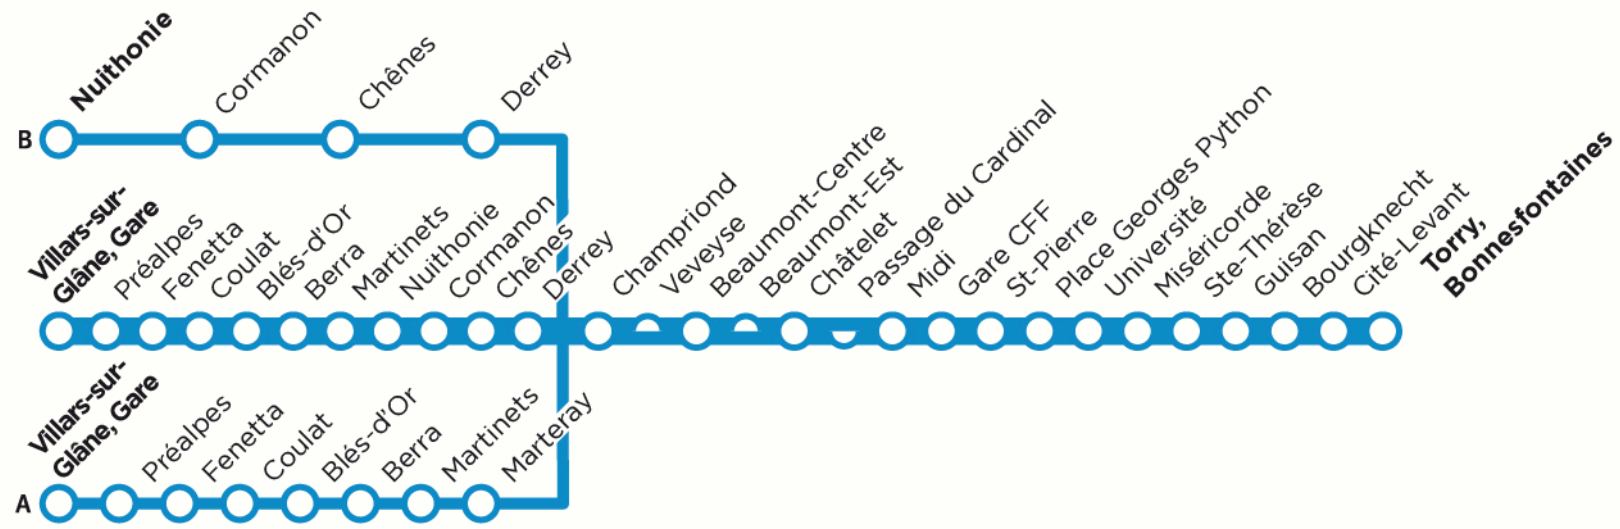 B
Nuithonie
Cormanon
Chênes
Derrey
Villars-sur-
Glâne, Gare
Préalpes
Fenetta
Coulat
Blés-d'Or
Berra
Martinets
Nuithonie
Cormanon
Chênes
Derrey
Champriond
Veveyse
Beaumont-Centre
Beaumont-Est
Châtelet
Passage du Cardinal
Midi
Gare CFF
St-Pierre
Place Georges Python
Université
Miséricorde
Ste-Thérèse
Guisan
Bourgknecht
Cité-Levant
Torry,
Bonnesfontaines
A
Villars-sur-
Glâne, Gare
Préalpes
Fenetta
Coulat
Blés-d'Or
Berra
Martinets
Marteray